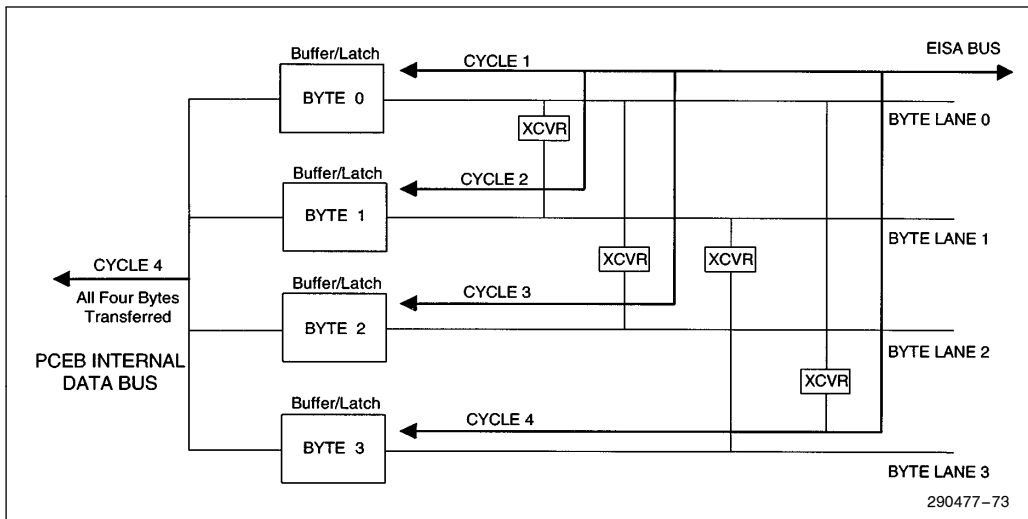 EISA BUS
Buffer/Latch
CYCLE 1
BYTE 0
BYTE LANE 0
XCVR
Buffer/Latch
CYCLE 2
BYTE 1
BYTE LANE 1
CYCLE 4
All Four Bytes
Transferred
XCVR
XCVR
Buffer/Latch
CYCLE 3
BYTE 2
BYTE LANE 2
PCEB INTERNAL
DATA BUS
XCVR
Buffer/Latch
CYCLE 4
BYTE 3
BYTE LANE 3
290477–73